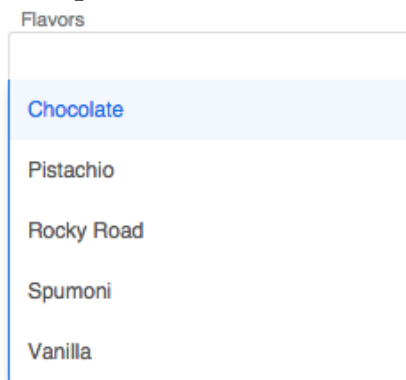 Flavors
Chocolate
Pistachio
Rocky Road
Spumoni
Vanilla